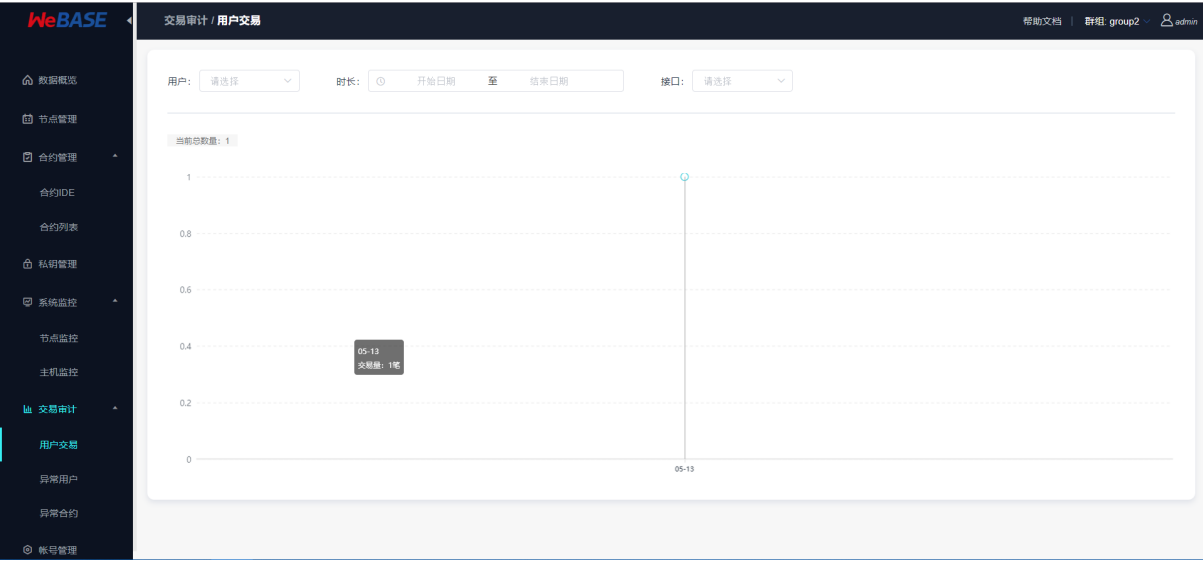 WeBASE
交易审计 / 用户交易
帮助文档
群组: group2
admin
数据概览
节点管理
合约管理
合约IDE
合约列表
私钥管理
系统监控
节点监控
主机监控
交易审计
用户交易
异常用户
异常合约
帐号管理
用户: 请选择
时长: 开始日期 至 结束日期
接口: 请选择
当前总数量: 1
1
0.8
0.6
0.4
0.2
0
05-13
交易量: 1笔
05-13